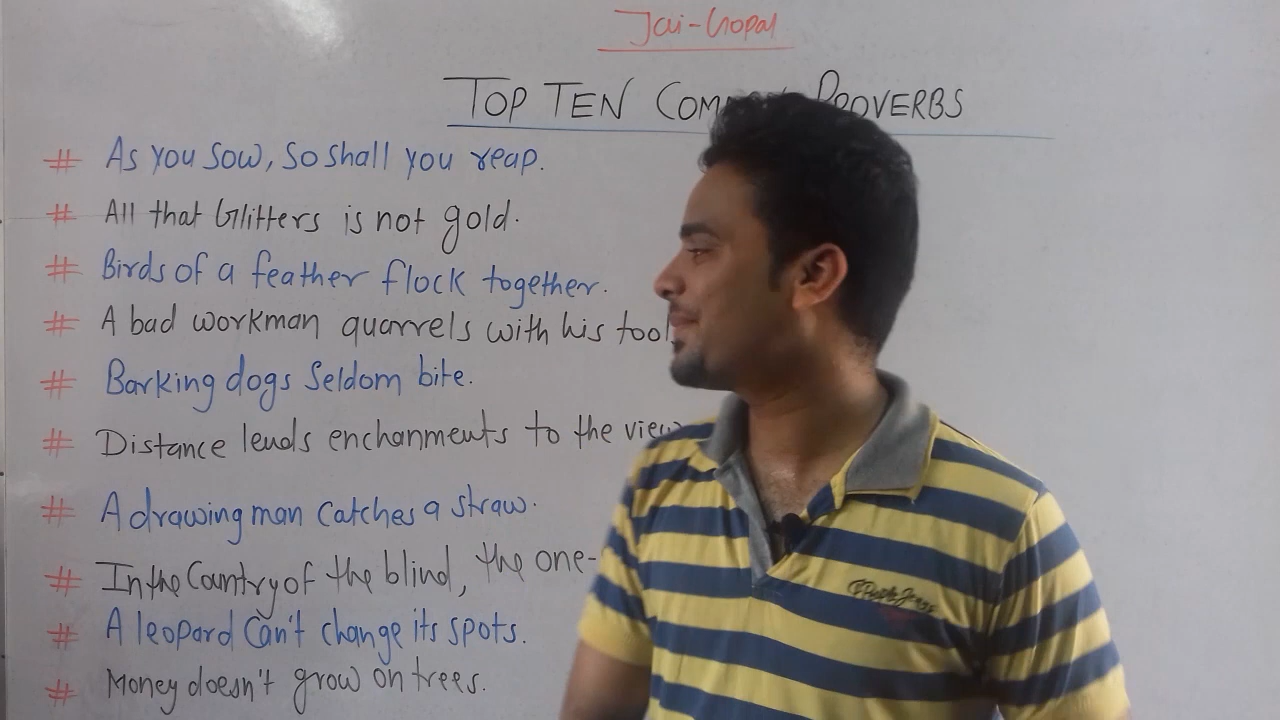 Jai-Gopal
TOP TEN COMMON PROVERBS
# As you sow, so shall you reap.
# All that Glitters is not gold.
# Birds of a feather flock together.
# A bad workman quarrels with his tool
# Barking dogs Seldom bite.
# Distance lends enchanments to the view
# A drawing man catches a straw.
# In the Country of the blind, the one-
# A leopard Can't change its spots.
# Money doesn't grow on trees.